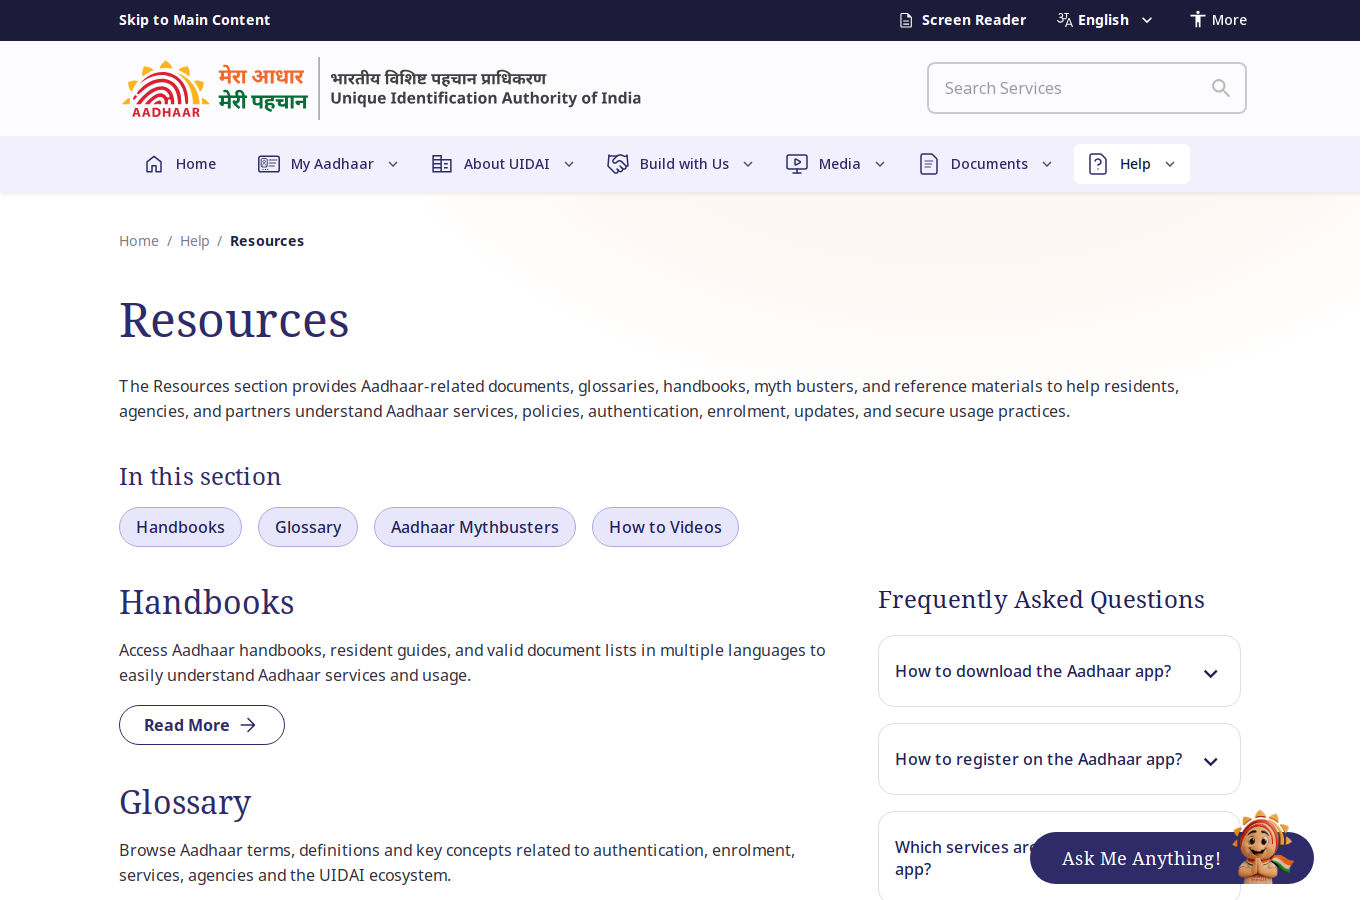 Skip to Main Content
Screen Reader
English
More
AADHAAR
मेरा आधार
मेरी पहचान
भारतीय विशिष्ट पहचान प्राधिकरण
Unique Identification Authority of India
Search Services
Home
My Aadhaar
About UIDAI
Build with Us
Media
Documents
Help
Home / Help / Resources
Resources
The Resources section provides Aadhaar-related documents, glossaries, handbooks, myth busters, and reference materials to help residents,
agencies, and partners understand Aadhaar services, policies, authentication, enrolment, updates, and secure usage practices.
In this section
Handbooks
Glossary
Aadhaar Mythbusters
How to Videos
Handbooks
Access Aadhaar handbooks, resident guides, and valid document lists in multiple languages to
easily understand Aadhaar services and usage.
Read More
Glossary
Browse Aadhaar terms, definitions and key concepts related to authentication, enrolment,
services, agencies and the UIDAI ecosystem.
Frequently Asked Questions
How to download the Aadhaar app?
How to register on the Aadhaar app?
Which services are
app?
Ask Me Anything!